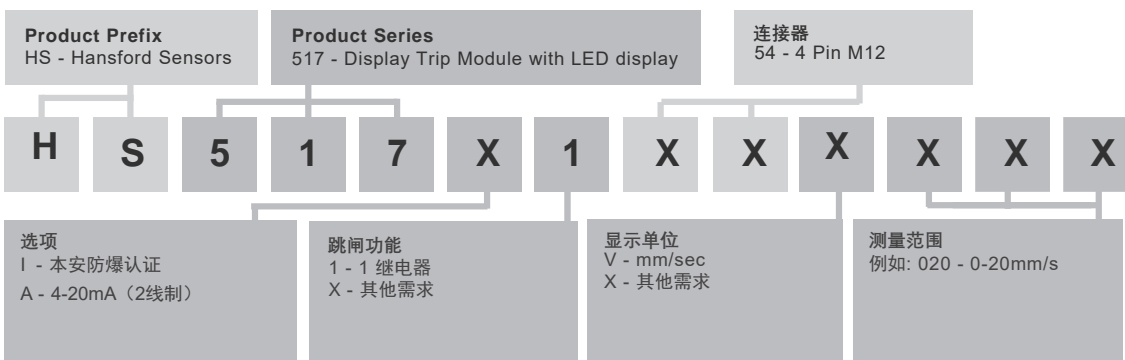 Product Prefix
HS - Hansford Sensors
Product Series
517 - Display Trip Module with LED display
连接器
54 - 4 Pin M12
H S 5 1 7 X 1 X X X X X X
选项
I - 本安防爆认证
A - 4-20mA（2线制）
跳闸功能
1 - 1 继电器
X - 其他需求
显示单位
V - mm/sec
X - 其他需求
测量范围
例如: 020 - 0-20mm/s